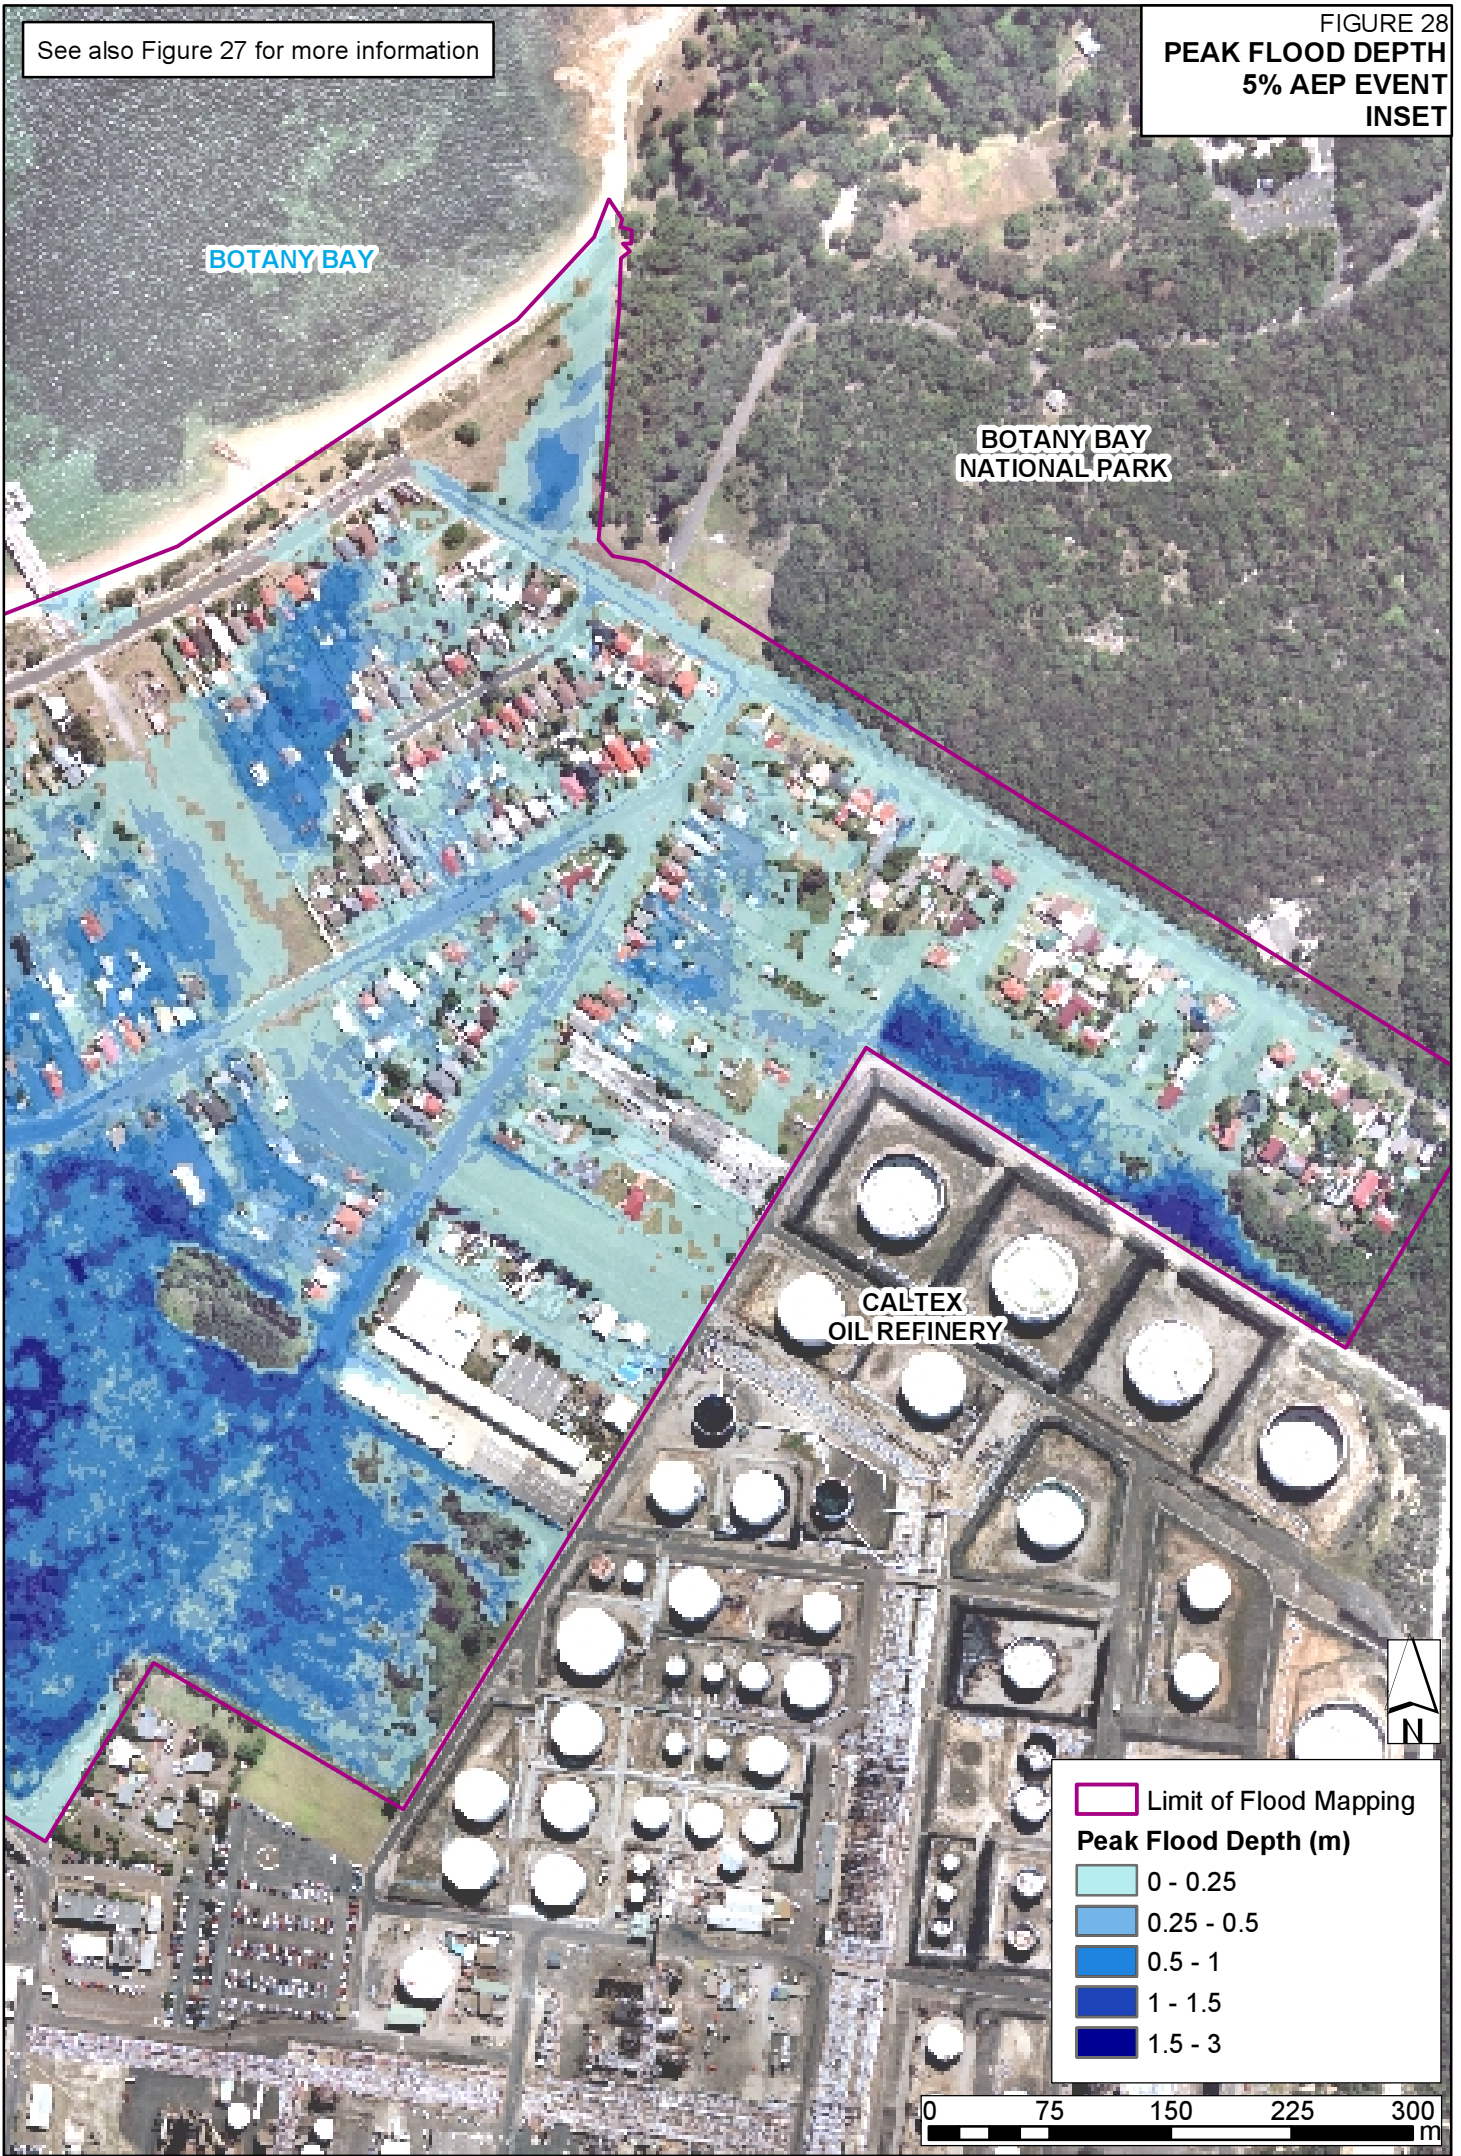 See also Figure 27 for more information
FIGURE 28
PEAK FLOOD DEPTH
5% AEP EVENT
INSET
BOTANY BAY
BOTANY BAY
NATIONAL PARK
CALTEX
OIL REFINERY
N
Limit of Flood Mapping
Peak Flood Depth (m)
0 - 0.25
0.25 - 0.5
0.5 - 1
1 - 1.5
1.5 - 3
0 75 150 225 300
m